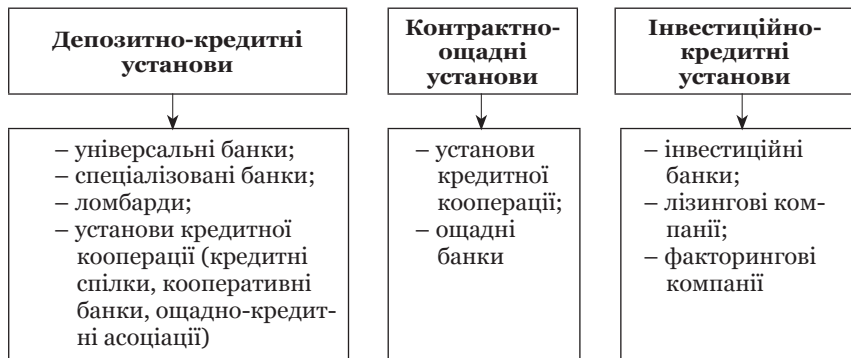 Депозитно-кредитні
установи
– універсальні банки;
– спеціалізовані банки;
– ломбарди;
– установи кредитної
кооперації (кредитні
спілки, кооперативні
банки, ощадно-кредит-
ні асоціації)
Контрактно-
ощадні
установи
– установи
кредитної
кооперації;
– ощадні
банки
Інвестиційно-
кредитні
установи
– інвестиційні
банки;
– лізингові ком-
панії;
– факторингові
компанії